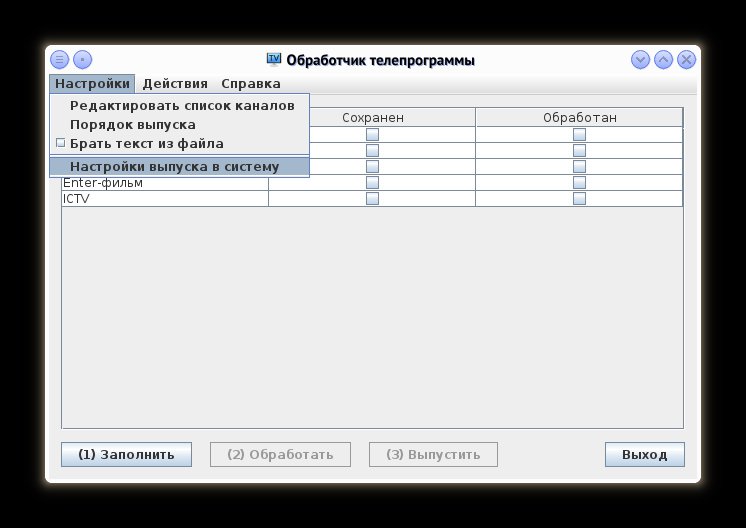 TV Обработчик телепрограммы
Настройки Действия Справка
Редактировать список каналов
Порядок выпуска
Брать текст из файла
Настройки выпуска в систему
Сохранен Обработан
Enter-фильм
ICTV
(1) Заполнить (2) Обработать (3) Выпустить Выход